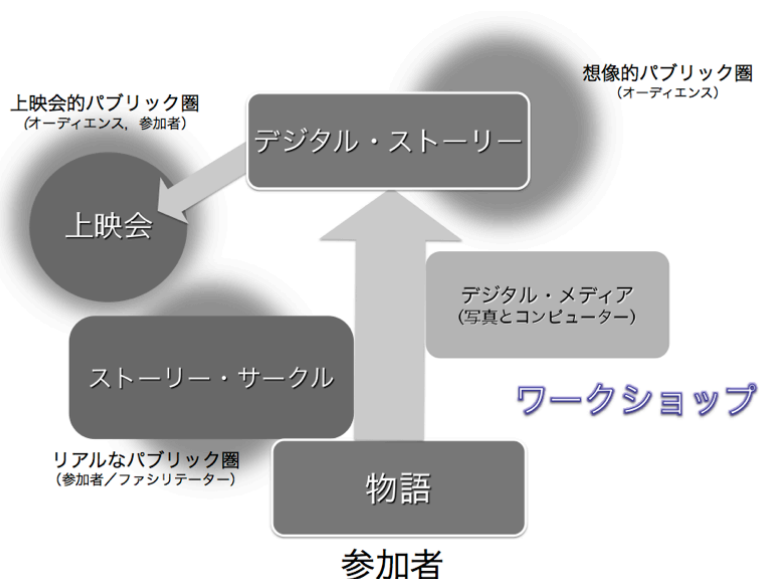 想像的パブリック圏
（オーディエンス）
上映会的パブリック圏
(オーディエンス，参加者）
デジタル・ストーリー
上映会
デジタル・メディア
(写真とコンピューター）
ストーリー・サークル
ワークショップ
リアルなパブリック圏
（参加者／ファシリテーター）
物語
参加者